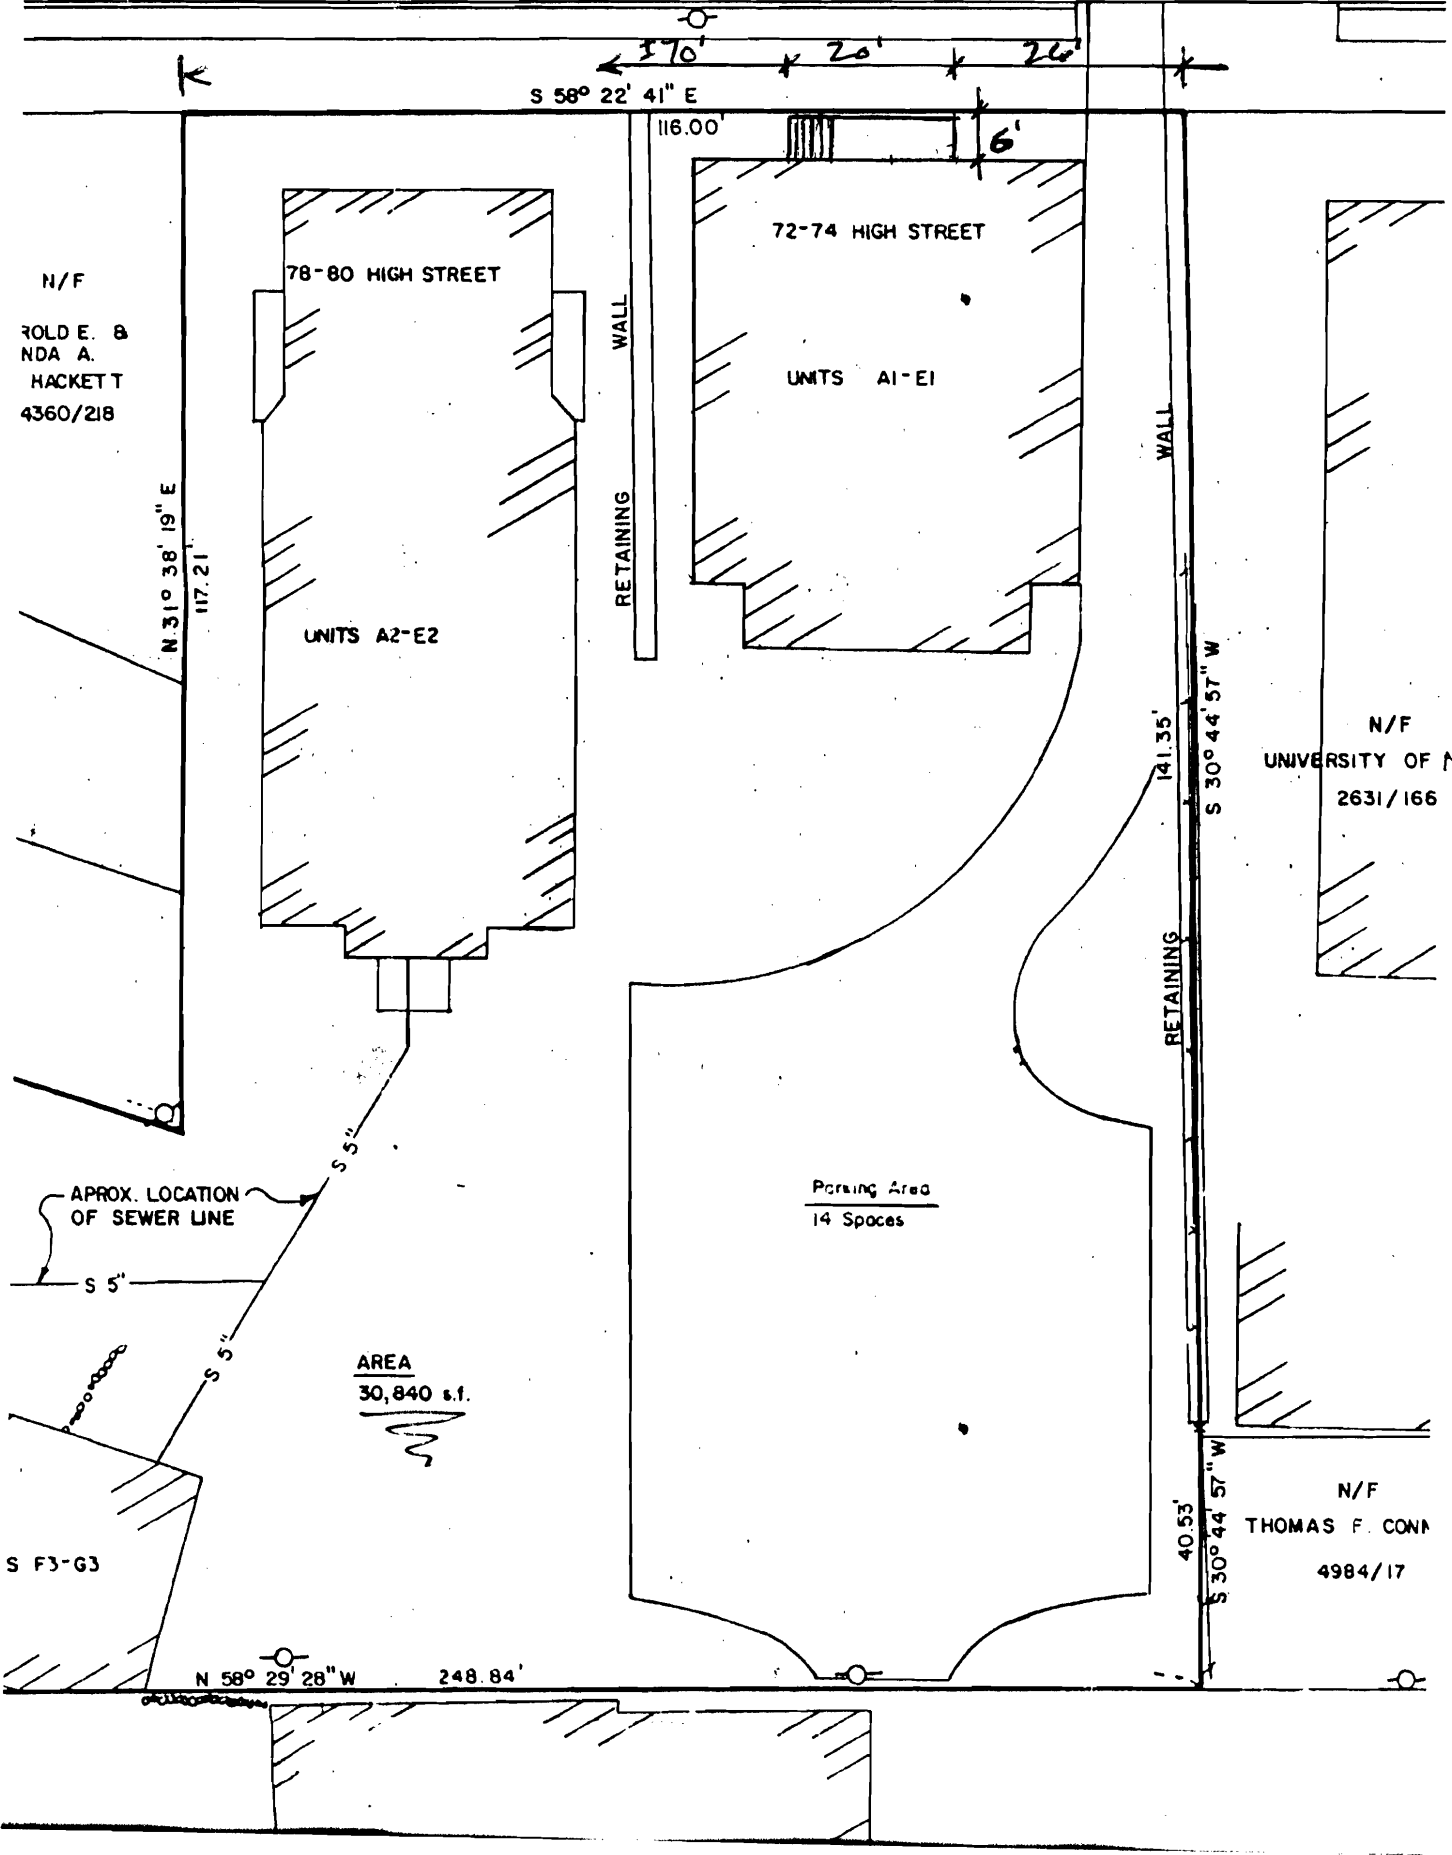 ±70' 20' 26'
S 58° 22' 41" E
116.00'
6'
72-74 HIGH STREET
78-80 HIGH STREET
N/F
ROLD E. &
NDA A.
HACKETT
4360/218
WALL
UNITS A1-E1
WALL
RETAINING
N 31° 38' 19" E
117.21'
UNITS A2-E2
S 30° 44' 57" W
141.35'
N/F
UNIVERSITY OF
2631/166
RETAINING
APROX. LOCATION
OF SEWER LINE
S 5"
S 5"
S 5"
Parking Area
14 Spaces
AREA
30,840 s.f.
S 30° 44' 57" W
40.53'
N/F
THOMAS F. CONN
4984/17
S F3-G3
N 58° 29' 28" W 248.84'